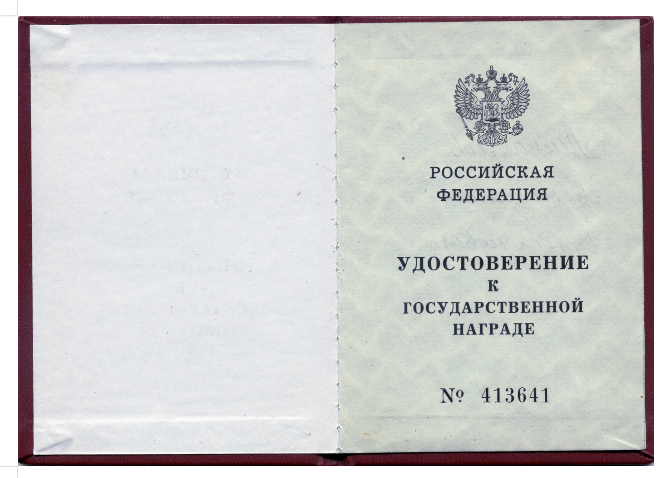 РОССИЙСКАЯ
ФЕДЕРАЦИЯ
УДОСТОВЕРЕНИЕ
К
ГОСУДАРСТВЕННОЙ
НАГРАДЕ
№ 413641